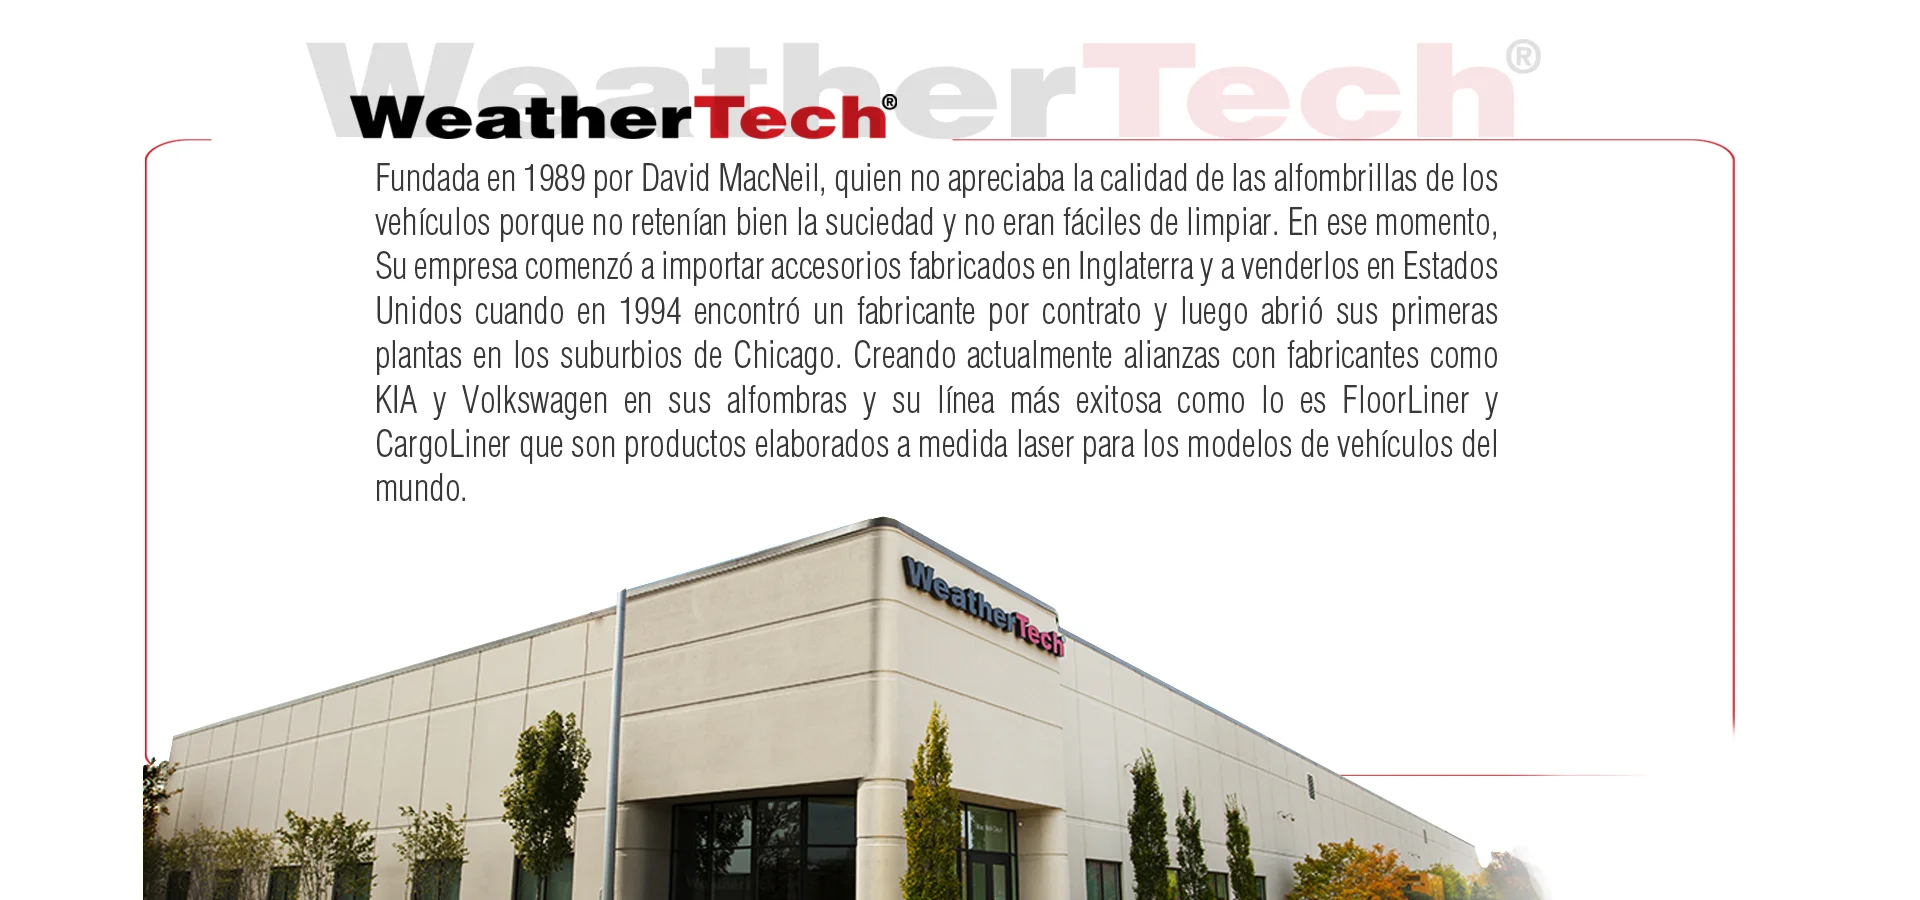 WeatherTech®
WeatherTech®
Fundada en 1989 por David MacNeil, quien no apreciaba la calidad de las alfombrillas de los
vehículos porque no retenían bien la suciedad y no eran fáciles de limpiar. En ese momento,
Su empresa comenzó a importar accesorios fabricados en Inglaterra y a venderlos en Estados
Unidos cuando en 1994 encontró un fabricante por contrato y luego abrió sus primeras
plantas en los suburbios de Chicago. Creando actualmente alianzas con fabricantes como
KIA y Volkswagen en sus alfombras y su línea más exitosa como lo es FloorLiner y
CargoLiner que son productos elaborados a medida laser para los modelos de vehículos del
mundo.
WeatherTech